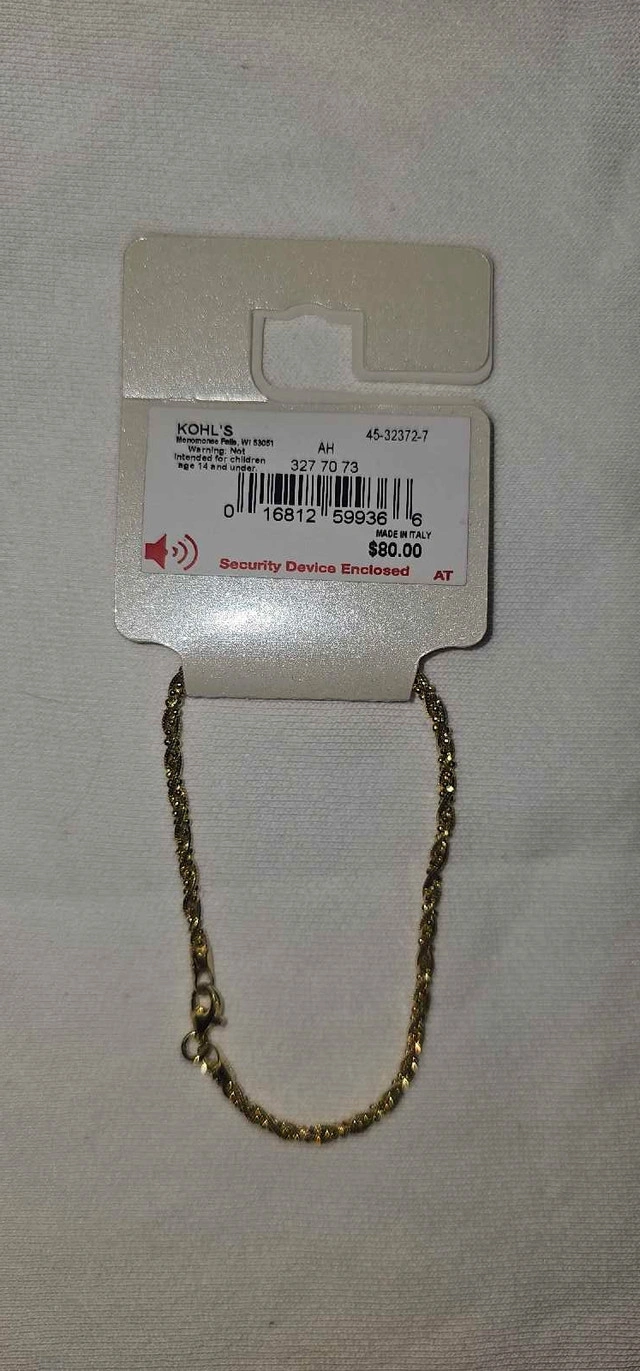 KOHL'S
Menomonee Falls, WI 53051
Warning: Not
intended for children
age 14 and under.
45-32372-7
AH
327 70 73
0 16812 59936 6
MADE IN ITALY
$80.00
Security Device Enclosed AT